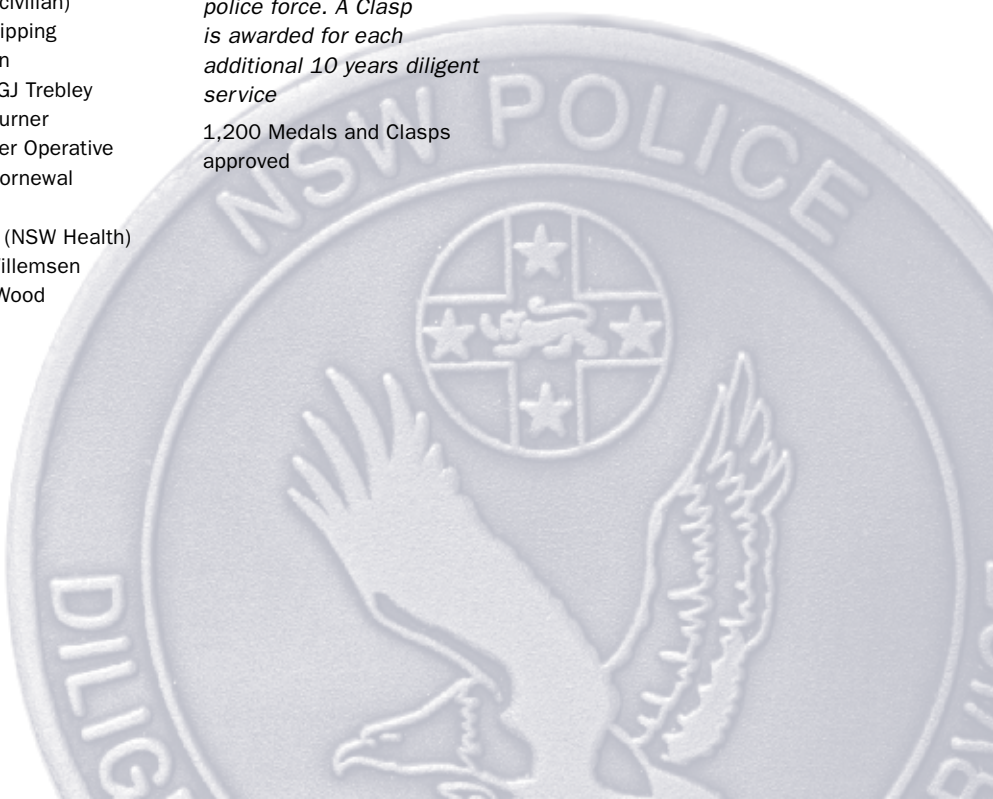 civilian)
ipping
n
GJ Trebley
urner
er Operative
ornewal
(NSW Health)
illemsen
Wood
police force. A Clasp
is awarded for each
additional 10 years diligent
service
1,200 Medals and Clasps
approved
NSW POLICE
DILIG